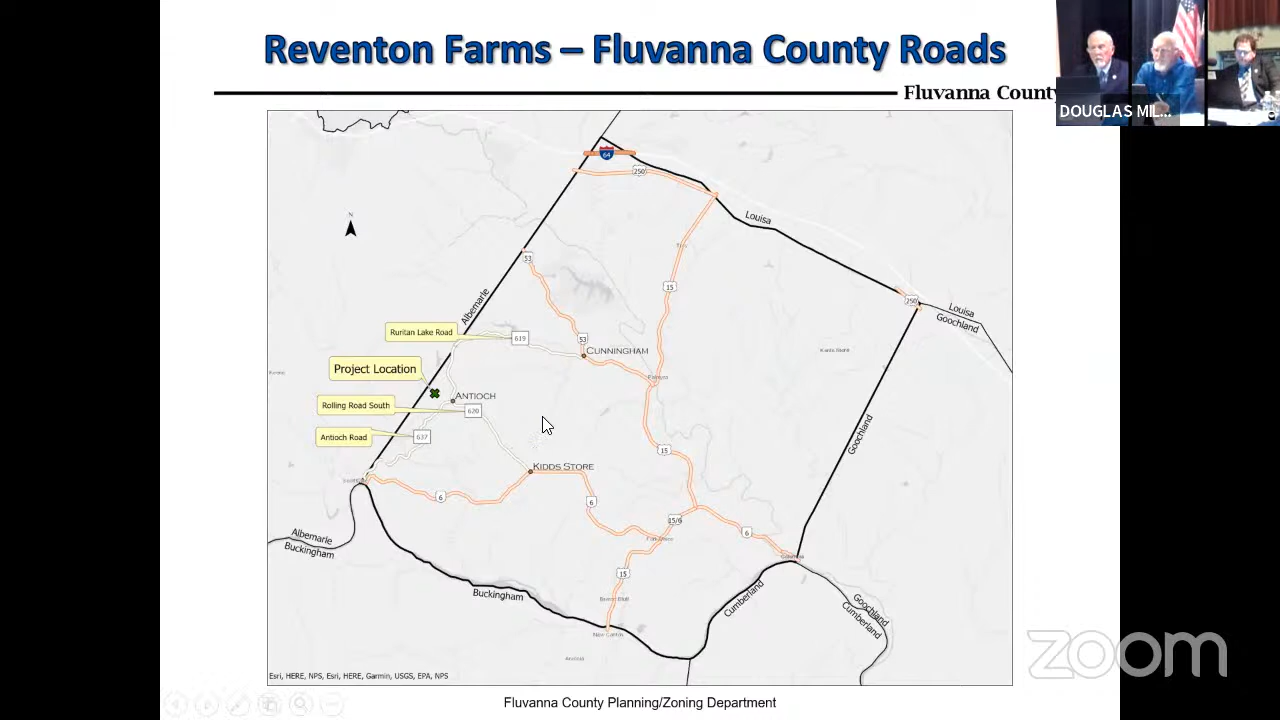 Reventon Farms – Fluvanna County Roads
Fluvanna County
DOUGLAS MIL...
64
250
Louisa
N
53
15
250
Louisa
Goochland
Albemarle
Ruritan Lake Road
619
53
CUNNINGHAM
Project Location
Palmyra
ANTIOCH
Rolling Road South
620
Antioch Road
637
Goochland
15
KIDDS STORE
6
6
15/6
6
Albemarle
Buckingham
15
Columbia
Buckingham
Cumberland
Goochland
Cumberland
zoom
Esri, HERE, NPS, Esri, HERE, Garmin, USGS, EPA, NPS
Fluvanna County Planning/Zoning Department